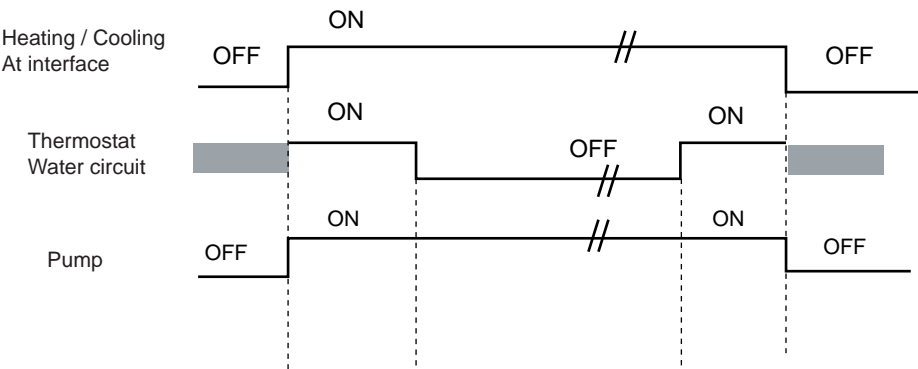 ON
Heating / Cooling
At interface
OFF
OFF
ON
ON
Thermostat
Water circuit
OFF
ON
ON
Pump
OFF
OFF